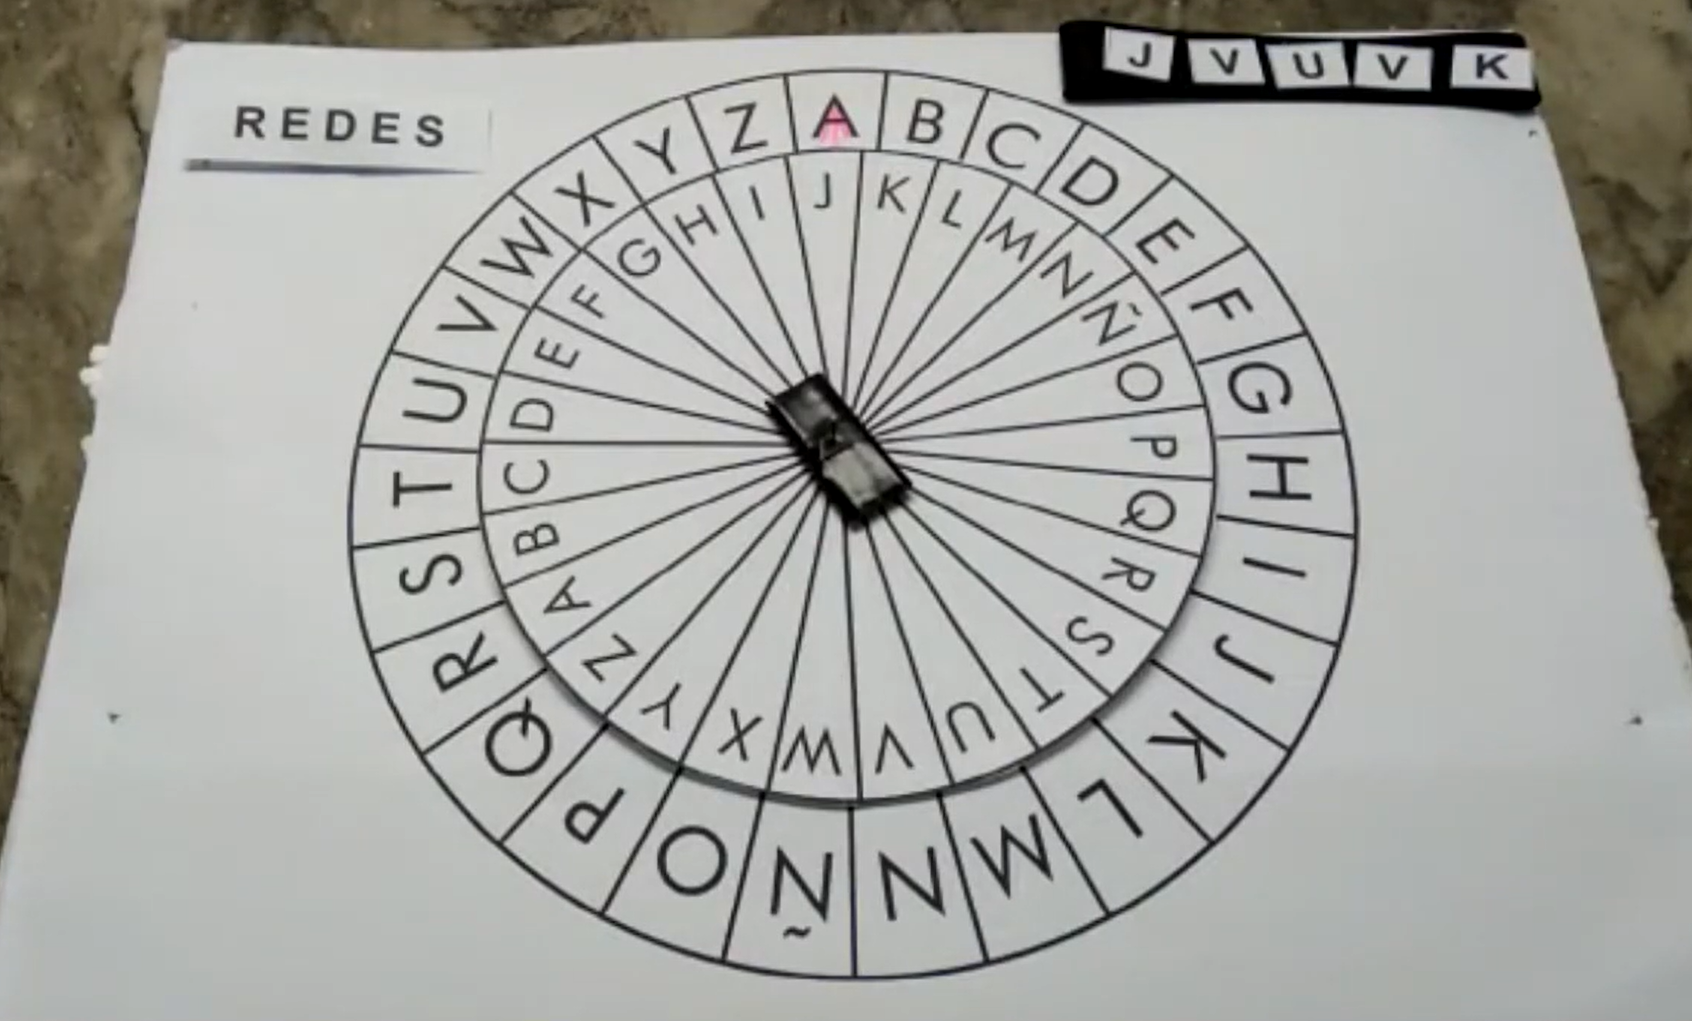 REDES
J V U V K
A B C D E F G H I J K L M N Ñ O P Q R S T U V W X Y Z
J K L M N Ñ O P Q R S T U V W X Y Z A B C D E F G H I